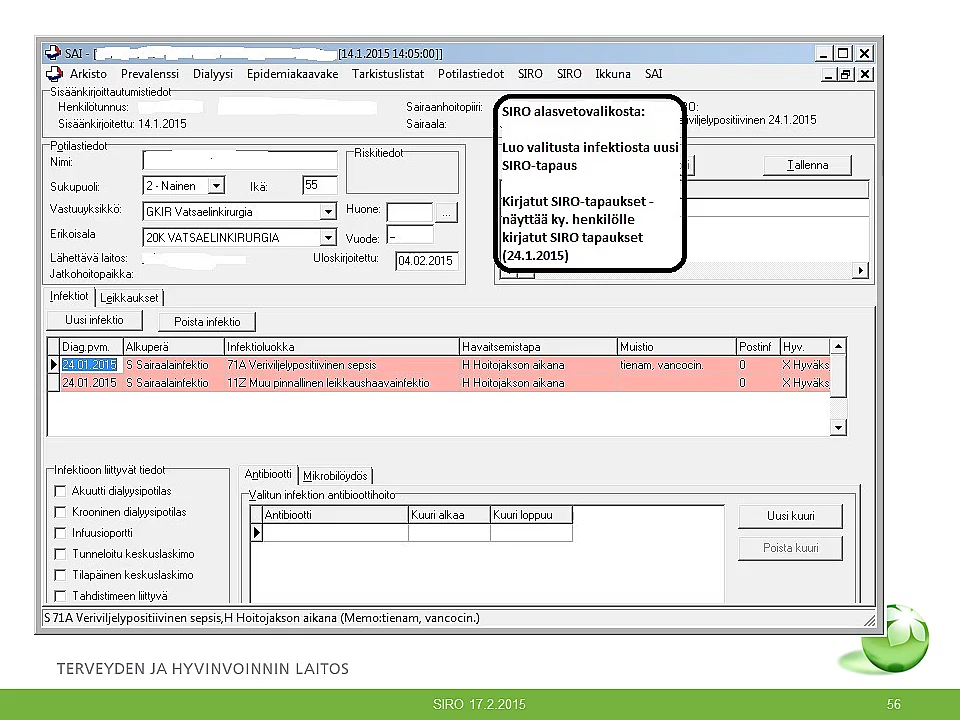 SAI - [ [14.1.2015 14:05:00]]
Arkisto Prevalenssi Dialyysi Epidemiakaavake Tarkistuslistat Potilastiedot SIRO SIRO Ikkuna SAI
Sisäänkirjoittautumistiedot
Henkilötunnus:
Sairaanhoitopiiri:
Sisäänkirjoitettu: 14.1.2015
Sairaala:
24.1.2015
SIRO alasvetovalikosta:
Luo valitusta infektiosta uusi
SIRO-tapaus
Kirjatut SIRO-tapaukset -
näyttää ky. henkilölle
kirjatut SIRO tapaukset
(24.1.2015)
Tallenna
Potilastiedot
Nimi:
Riskitiedot
Sukupuoli: 2 - Nainen Ikä: 55
Vastuuyksikkö: GKIR Vatsaelinkirurgia Huone: ...
Erikoisala 20K VATSAELINKIRURGIA Vuode: –
Lähettävä laitos: Uloskirjoitettu: 04.02.2015
Jatkohoitopaikka:
Infektiot Leikkaukset
Uusi infektio Poista infektio
Diag.pvm. Alkuperä Infektioluokka Havaitsemistapa Muistio Postinf Hyv.
24.01.2015 S Sairaalainfektio 71A Veriviljelypositiivinen sepsis H Hoitojakson aikana tienam, vancocin. 0 X Hyväks
24.01.2015 S Sairaalainfektio 11Z Muu pinnallinen leikkaushaavainfektio H Hoitojakson aikana 0 X Hyväks
Infektioon liittyvät tiedot
Akuutti dialyysipotilas
Krooninen dialyysipotilas
Infuusioportti
Tunneloitu keskuslaskimo
Tilapäinen keskuslaskimo
Tahdistimeen liittyvä
Antibiootti Mikrobilöydös
Valitun infektion antibioottihoito
Antibiootti Kuuri alkaa Kuuri loppuu
Uusi kuuri
Poista kuuri
S 71A Veriviljelypositiivinen sepsis,H Hoitojakson aikana (Memo:tienam, vancocin.)
TERVEYDEN JA HYVINVOINNIN LAITOS
SIRO 17.2.2015
56